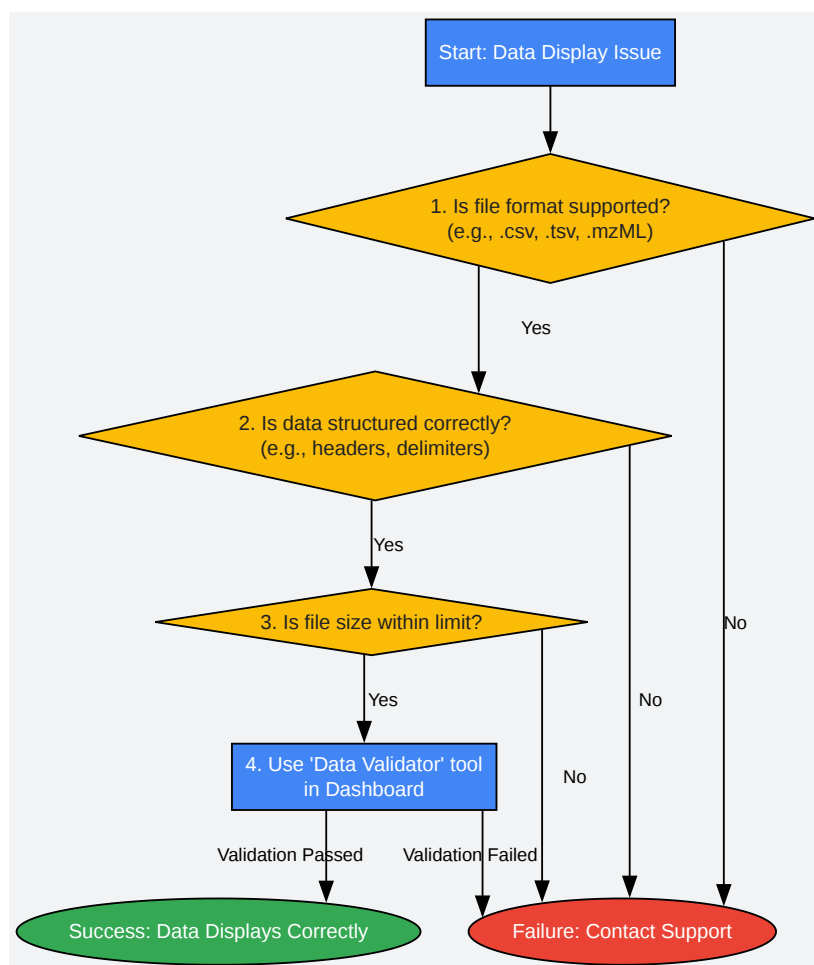 Start: Data Display Issue
1. Is file format supported?
(e.g., .csv, .tsv, .mzML)
Yes
2. Is data structured correctly?
(e.g., headers, delimiters)
Yes
3. Is file size within limit?
No
Yes
No
4. Use 'Data Validator' tool
in Dashboard
No
Validation Passed
Validation Failed
Success: Data Displays Correctly
Failure: Contact Support